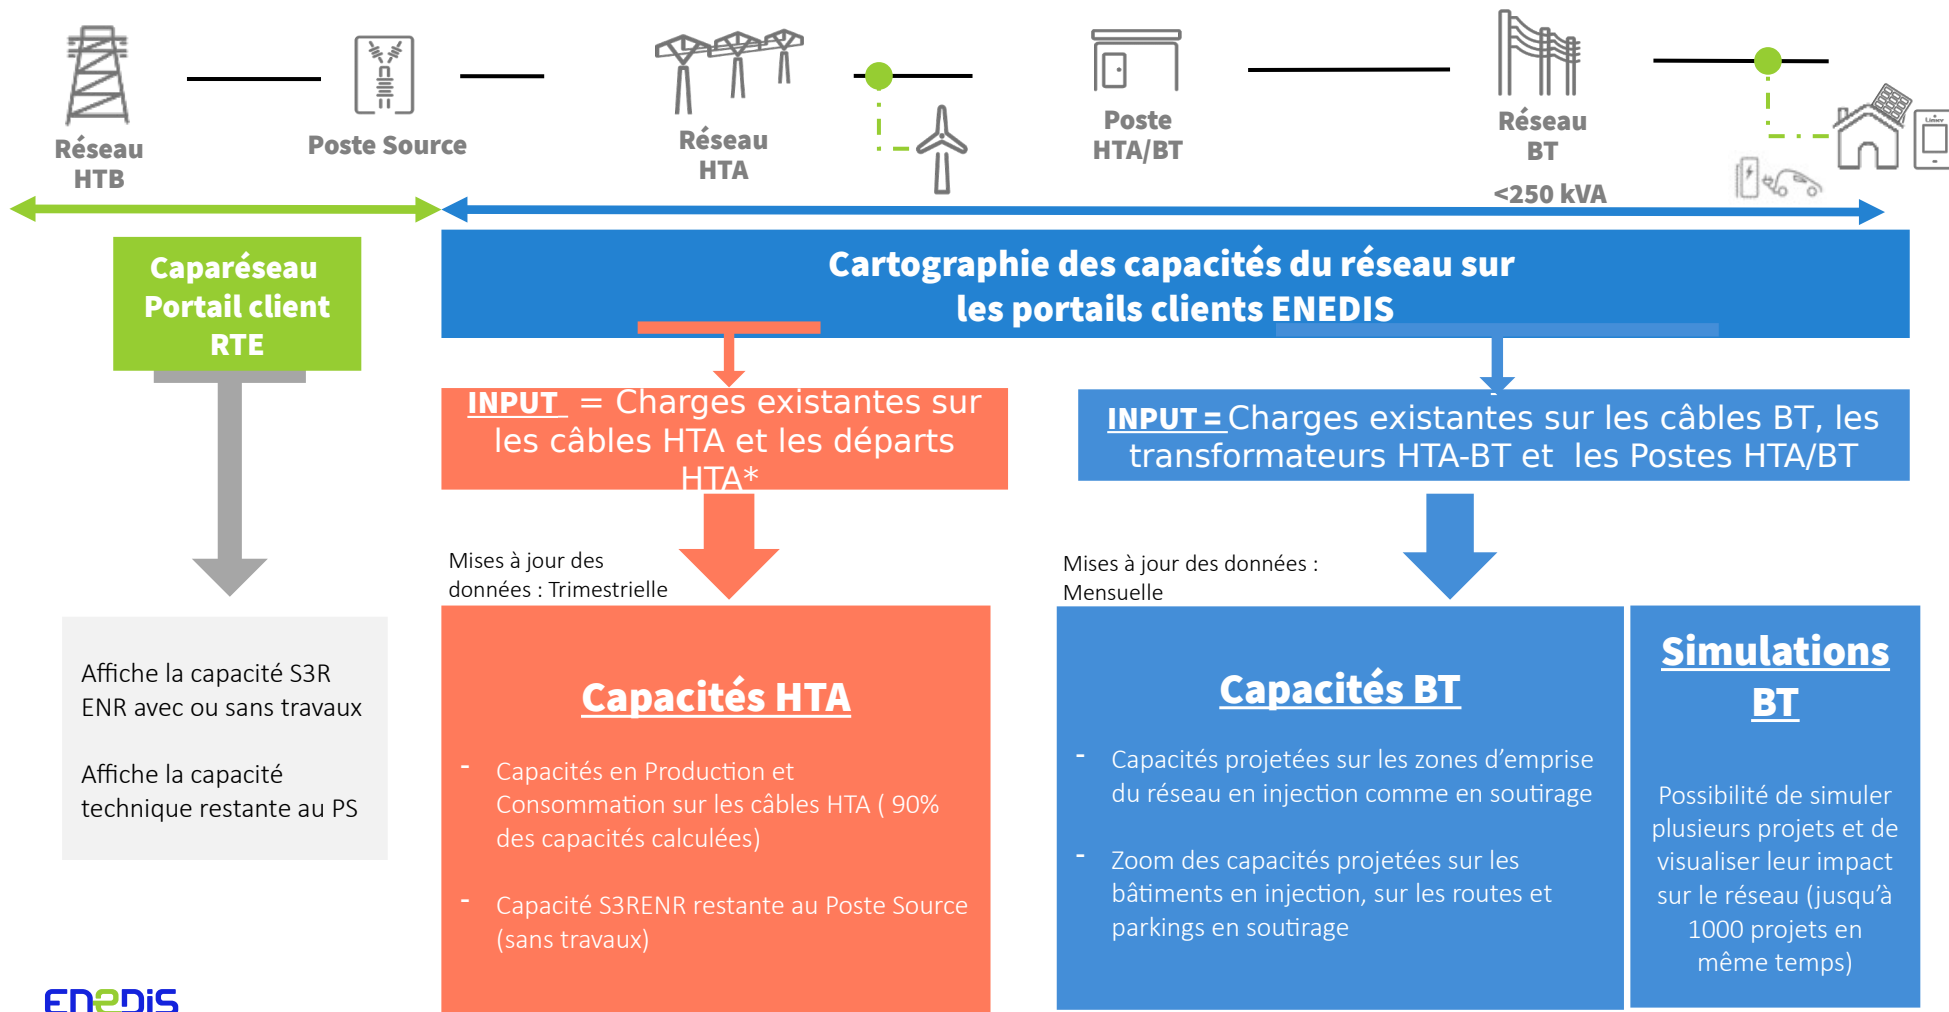 Réseau
HTB
Poste Source
Réseau
HTA
Poste
HTA/BT
Réseau
BT
<250 kVA
Linky
Caparéseau
Portail client
RTE
Cartographie des capacités du réseau sur
les portails clients ENEDIS
INPUT = Charges existantes sur
les câbles HTA et les départs
HTA*
INPUT = Charges existantes sur les câbles BT, les
transformateurs HTA-BT et les Postes HTA/BT
Mises à jour des
données : Trimestrielle
Mises à jour des données :
Mensuelle
Affiche la capacité S3R
ENR avec ou sans travaux
Affiche la capacité
technique restante au PS
Capacités HTA
- Capacités en Production et
Consommation sur les câbles HTA ( 90%
des capacités calculées)
- Capacité S3RENR restante au Poste Source
(sans travaux)
Capacités BT
- Capacités projetées sur les zones d’emprise
du réseau en injection comme en soutirage
- Zoom des capacités projetées sur les
bâtiments en injection, sur les routes et
parkings en soutirage
Simulations
BT
Possibilité de simuler
plusieurs projets et de
visualiser leur impact
sur le réseau (jusqu’à
1000 projets en
même temps)
ENEDIS